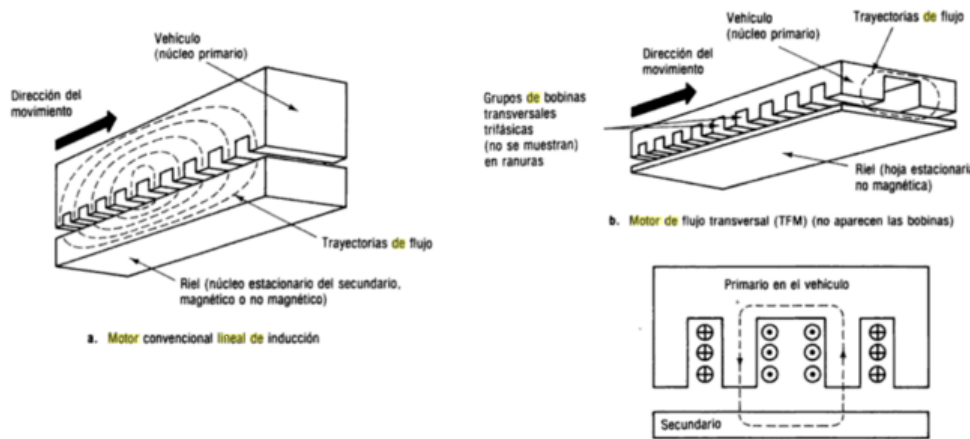 Vehículo
(núcleo primario)
Dirección del
movimiento
Trayectorias de flujo
Riel (núcleo estacionario del secundario,
magnético o no magnético)
a. Motor convencional lineal de inducción
Vehículo
(núcleo primario)
Trayectorias de flujo
Dirección del
movimiento
Grupos de bobinas
transversales
trifásicas
(no se muestran)
en ranuras
Riel (hoja estacionaria
no magnética)
b. Motor de flujo transversal (TFM) (no aparecen las bobinas)
Primario en el vehículo
Secundario